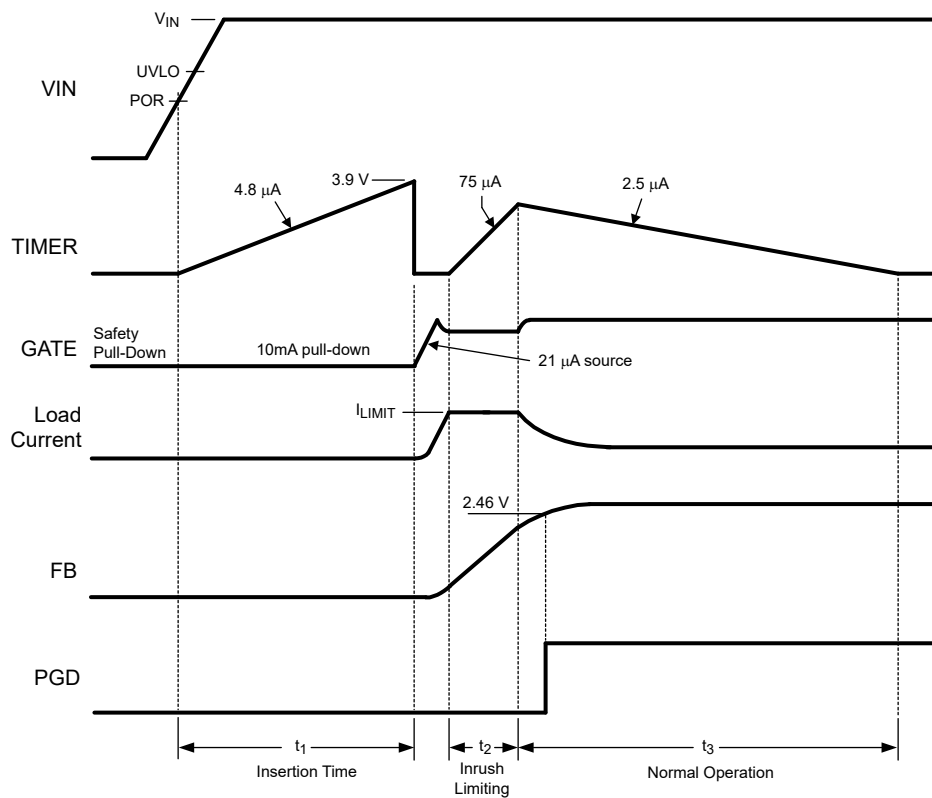 VIN
UVLO
VIN
POR
4.8 μA
3.9 V
75 μA
2.5 μA
TIMER
Safety
Pull-Down
GATE
10mA pull-down
21 μA source
Load
Current
ILIMIT
2.46 V
FB
PGD
t1
t2
t3
Insertion Time
Inrush
Limiting
Normal Operation